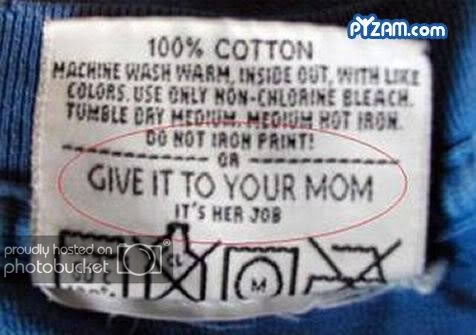 PYZAM.COM
100% COTTON
MACHINE WASH WARM, INSIDE OUT, WITH LIKE
COLORS. USE ONLY NON-CHLORINE BLEACH.
TUMBLE DRY MEDIUM. MEDIUM HOT IRON.
DO NOT IRON PRINT!
OR
GIVE IT TO YOUR MOM
IT'S HER JOB
proudly hosted on
photobucket
CL
M